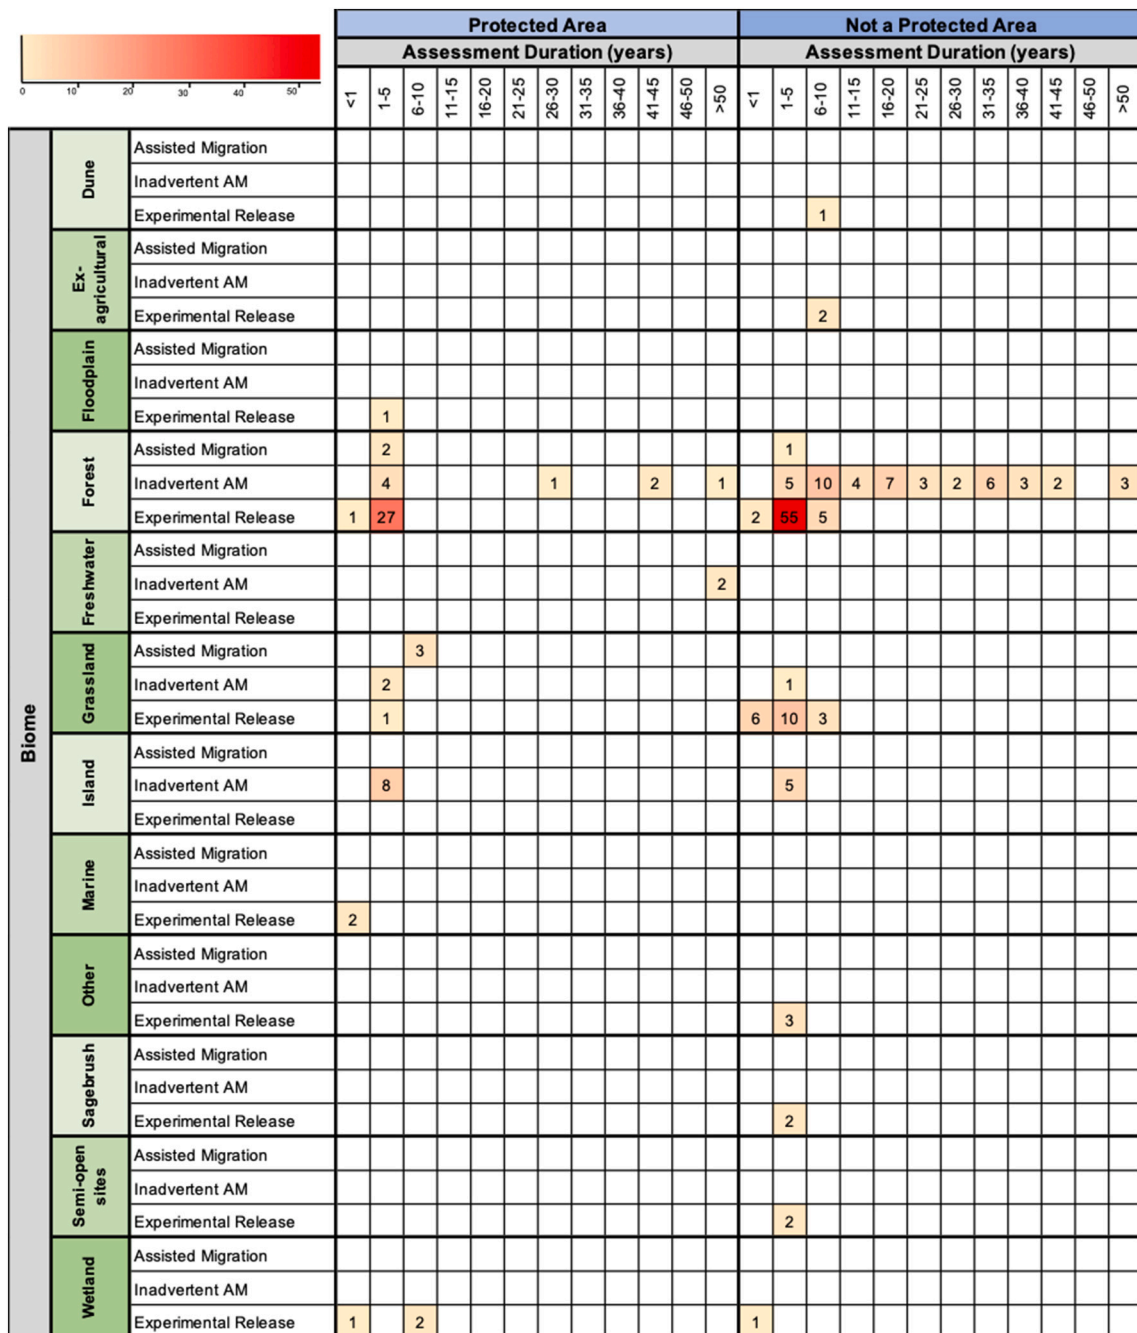 Protected Area Not a Protected Area
Assessment Duration (years) Assessment Duration (years)
0 10 20 30 40 50
<1 1-5 6-10 11-15 16-20 21-25 26-30 31-35 36-40 41-45 46-50 >50 <1 1-5 6-10 11-15 16-20 21-25 26-30 31-35 36-40 41-45 46-50 >50
Biome
Dune
Assisted Migration
Inadvertent AM
Experimental Release 1
Ex-
agricultural
Assisted Migration
Inadvertent AM
Experimental Release 2
Floodplain
Assisted Migration
Inadvertent AM
Experimental Release 1
Forest
Assisted Migration 2 1
Inadvertent AM 4 1 2 1 5 10 4 7 3 2 6 3 2 3
Experimental Release 1 27 2 55 5
Freshwater
Assisted Migration
Inadvertent AM 2
Experimental Release
Grassland
Assisted Migration 3
Inadvertent AM 2 1
Experimental Release 1 6 10 3
Island
Assisted Migration
Inadvertent AM 8 5
Experimental Release
Marine
Assisted Migration
Inadvertent AM
Experimental Release 2
Other
Assisted Migration
Inadvertent AM
Experimental Release 3
Sagebrush
Assisted Migration
Inadvertent AM
Experimental Release 2
Semi-open
sites
Assisted Migration
Inadvertent AM
Experimental Release 2
Wetland
Assisted Migration
Inadvertent AM
Experimental Release 1 2 1